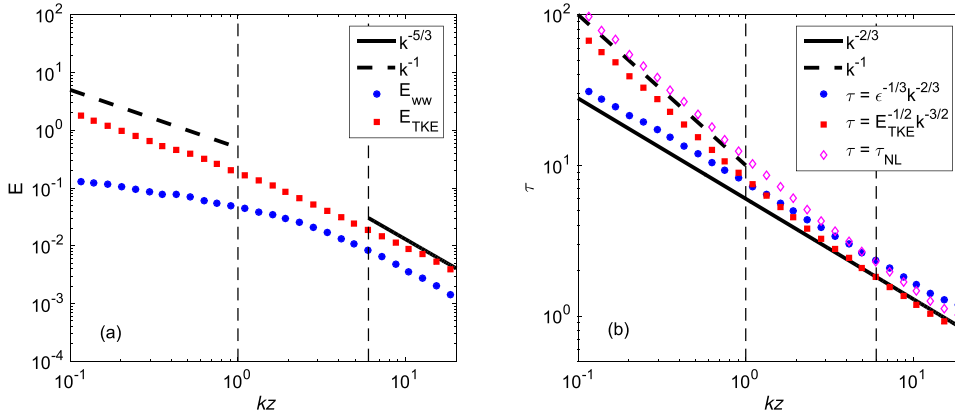 10^2
10^1
10^0
10^-1
10^-2
10^-3
10^-4
E
k^-5/3
k^-1
E_ww
E_TKE
(a)
10^-1
10^0
10^1
kz
10^2
10^1
10^0
τ
k^-2/3
k^-1
τ = ϵ^-1/3 k^-2/3
τ = E_TKE^-1/2 k^-3/2
τ = τ_NL
(b)
10^-1
10^0
10^1
kz